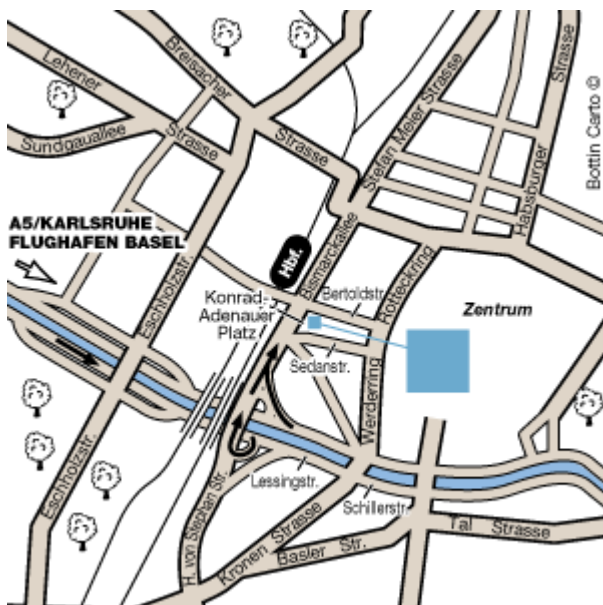 Lehener
Strasse
Breisacher
Strasse
Sundgauallee
Stefan Meier Strasse
Strasse
Habsburger
Bottin Carto ©
A5/KARLSRUHE
FLUGHAFEN BASEL
Hbf.
Bismarckallee
Rotteckring
Eschholzstr.
Konrad-
Adenauer
Platz
Bertoldstr.
Zentrum
Sedanstr.
Werderring
Eschholzstr.
Lessingstr.
Schillerstr.
H. von Stephan Str.
Kronen Strasse
Basler Str.
Tal Strasse